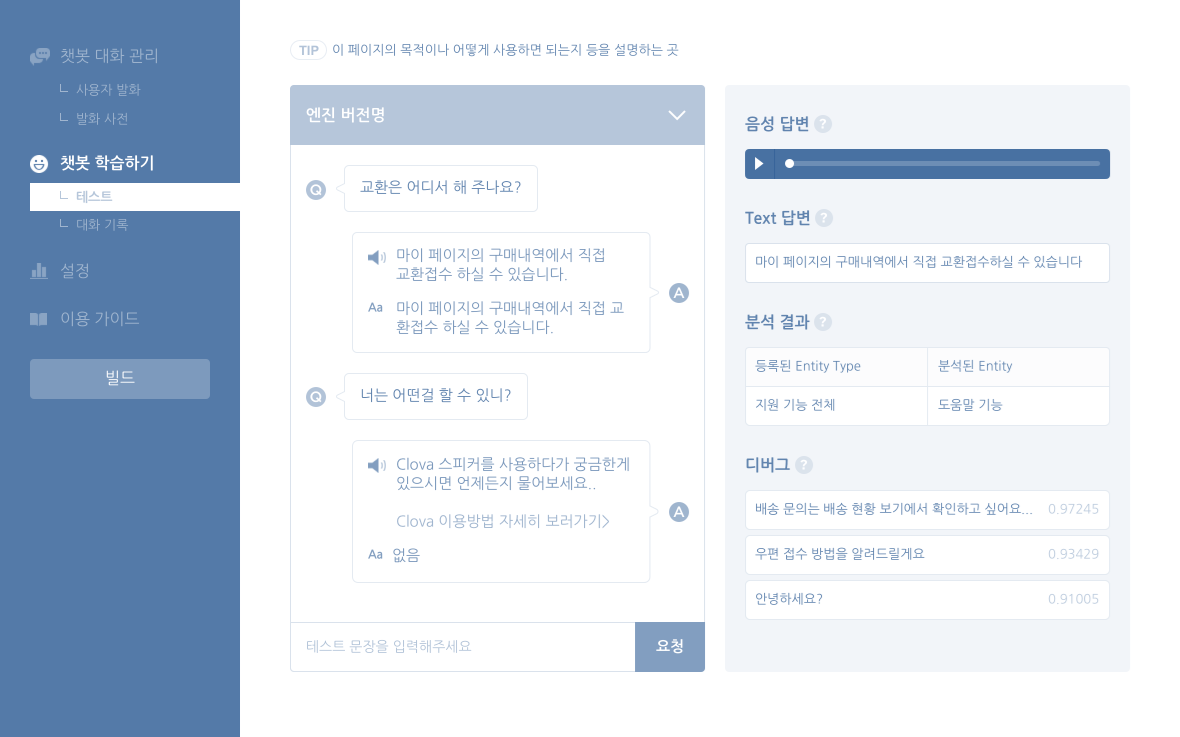 챗봇 대화 관리
사용자 발화
발화 사전
챗봇 학습하기
테스트
대화 기록
설정
이용 가이드
빌드
TIP 이 페이지의 목적이나 어떻게 사용하면 되는지 등을 설명하는 곳
엔진 버전명
Q 교환은 어디서 해 주나요?
마이 페이지의 구매내역에서 직접
교환접수 하실 수 있습니다.
Aa 마이 페이지의 구매내역에서 직접 교
환접수 하실 수 있습니다.
A
Q 너는 어떤걸 할 수 있니?
Clova 스피커를 사용하다가 궁금한게
있으시면 언제든지 물어보세요..
Clova 이용방법 자세히 보러가기>
Aa 없음
A
테스트 문장을 입력해주세요
요청
음성 답변 ?
Text 답변 ?
마이 페이지의 구매내역에서 직접 교환접수하실 수 있습니다
분석 결과 ?
등록된 Entity Type 분석된 Entity
지원 기능 전체 도움말 기능
디버그 ?
배송 문의는 배송 현황 보기에서 확인하고 싶어요... 0.97245
우편 접수 방법을 알려드릴게요 0.93429
안녕하세요? 0.91005